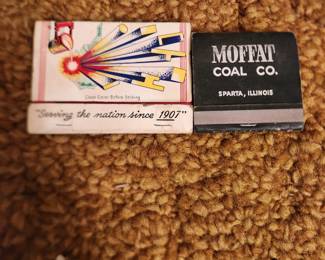 Close Cover Before Striking
"Serving the nation since 1907"
MOFFAT
COAL CO.
SPARTA, ILLINOIS